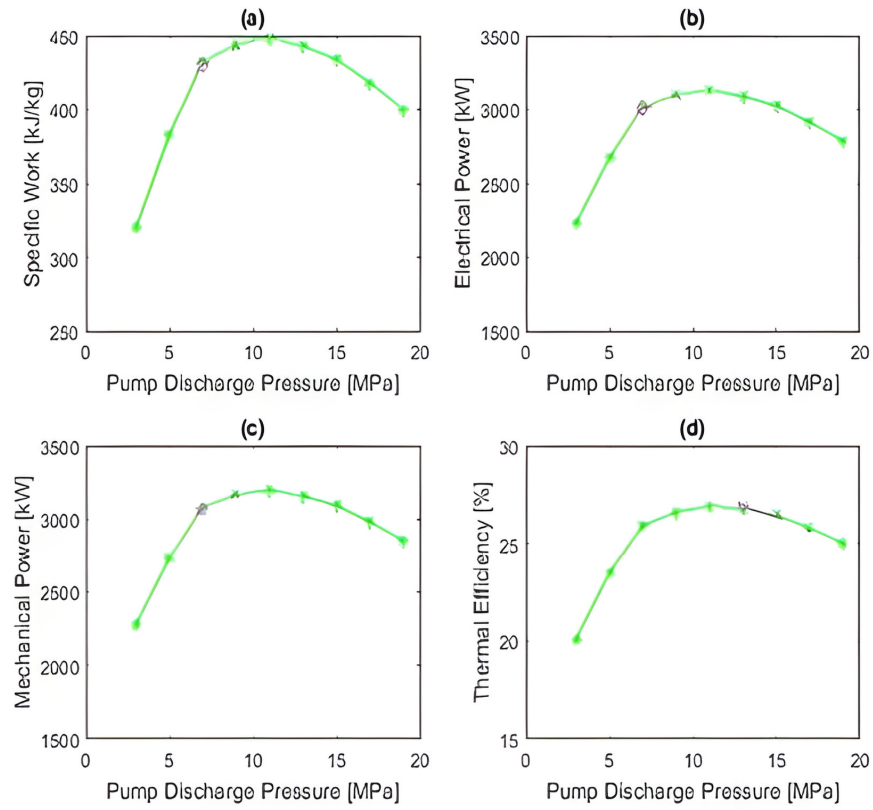 (a)
Specific Work [kJ/kg]
450
400
350
300
250
0 5 10 15 20
Pump Discharge Pressure [MPa]
(b)
Electrical Power [kW]
3500
3000
2500
2000
1500
0 5 10 15 20
Pump Discharge Pressure [MPa]
(c)
Mechanical Power [kW]
3500
3000
2500
2000
1500
0 5 10 15 20
Pump Discharge Pressure [MPa]
(d)
Thermal Efficiency [%]
30
25
20
15
0 5 10 15 20
Pump Discharge Pressure [MPa]